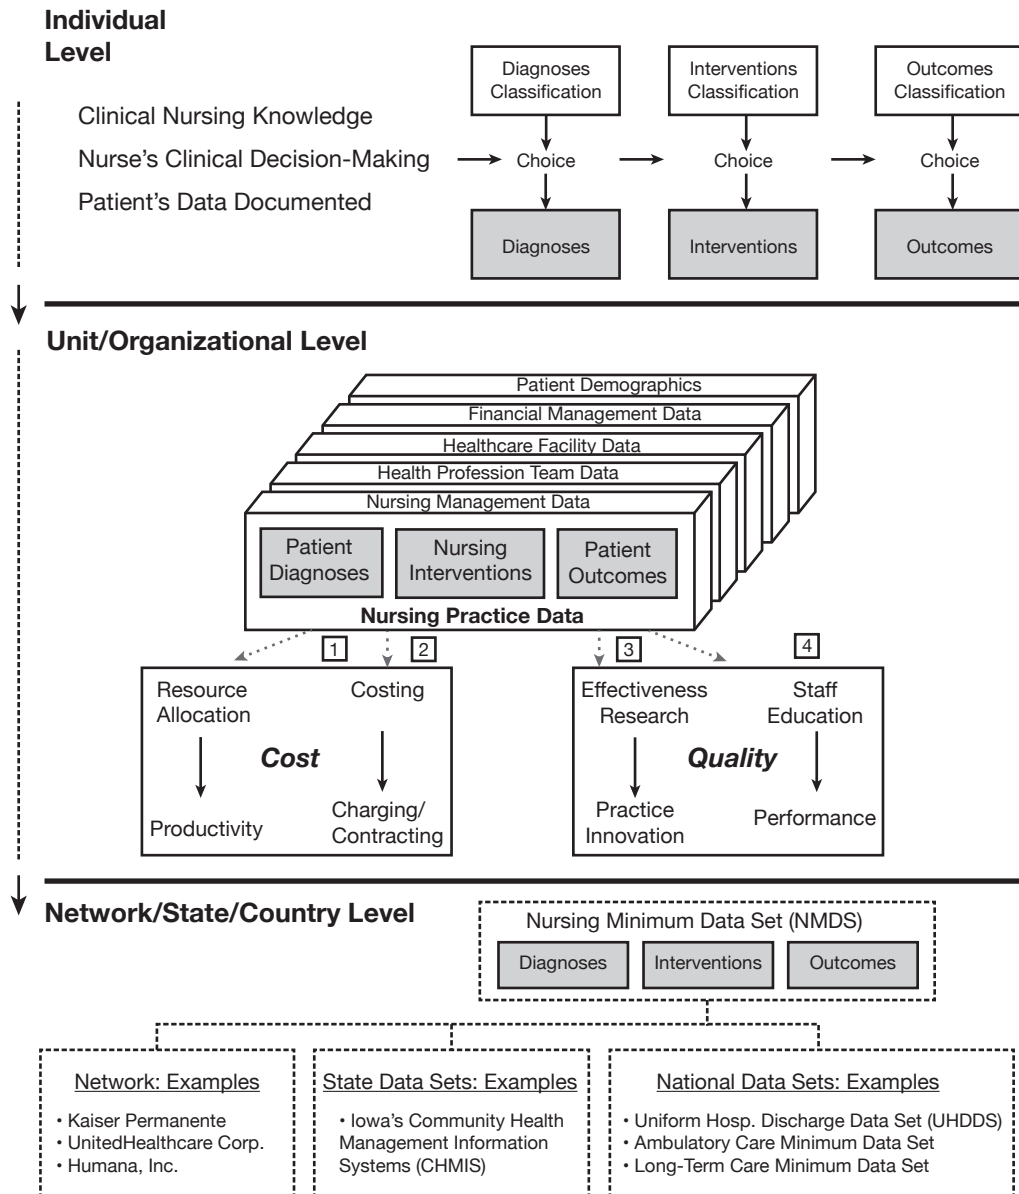 Individual
Level
Diagnoses
Classification
Interventions
Classification
Outcomes
Classification
Clinical Nursing Knowledge
Nurse’s Clinical Decision-Making
Choice
Choice
Choice
Patient’s Data Documented
Diagnoses
Interventions
Outcomes
Unit/Organizational Level
Patient Demographics
Financial Management Data
Healthcare Facility Data
Health Profession Team Data
Nursing Management Data
Patient
Diagnoses
Nursing
Interventions
Patient
Outcomes
Nursing Practice Data
1
2
3
4
Resource
Allocation
Costing
Cost
Productivity
Charging/
Contracting
Effectiveness
Research
Staff
Education
Quality
Practice
Innovation
Performance
Network/State/Country Level
Nursing Minimum Data Set (NMDS)
Diagnoses
Interventions
Outcomes
Network: Examples
• Kaiser Permanente
• UnitedHealthcare Corp.
• Humana, Inc.
State Data Sets: Examples
• Iowa’s Community Health
Management Information
Systems (CHMIS)
National Data Sets: Examples
• Uniform Hosp. Discharge Data Set (UHDDS)
• Ambulatory Care Minimum Data Set
• Long-Term Care Minimum Data Set